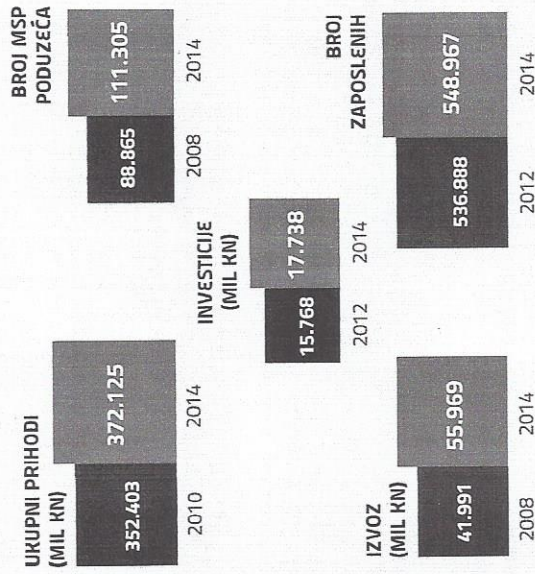 UKUPNI PRIHODI
(MIL KN)
352.403
372.125
2010
2014
BROJ MSP
PODUZEĆA
88.865
111.305
2008
2014
INVESTICIJE
(MIL KN)
15.768
17.738
2012
2014
IZVOZ
(MIL KN)
41.991
55.969
2008
2014
BROJ
ZAPOSLENIH
536.888
548.967
2012
2014